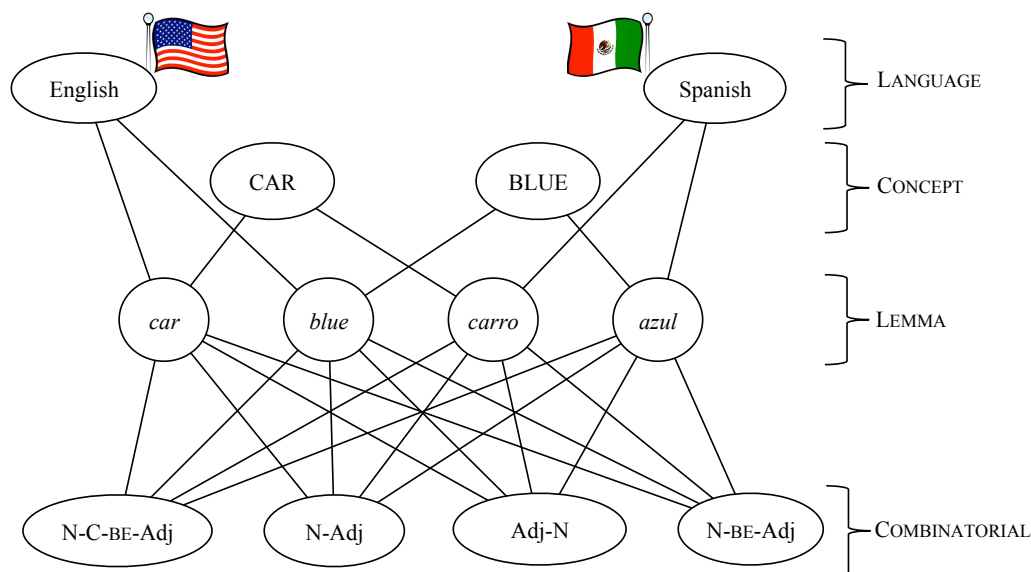 English
Spanish
LANGUAGE
CAR
BLUE
CONCEPT
car
blue
carro
azul
LEMMA
N-C-BE-Adj
N-Adj
Adj-N
N-BE-Adj
COMBINATORIAL